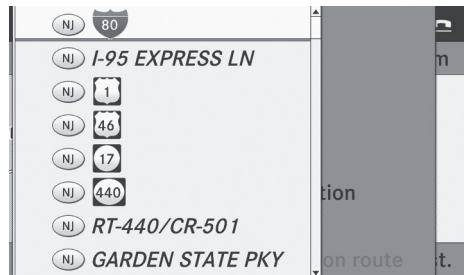 NJ 80
NJ I-95 EXPRESS LN
m
NJ 1
NJ 46
NJ 17
NJ 440
tion
NJ RT-440/CR-501
NJ GARDEN STATE PKY
on route
t.